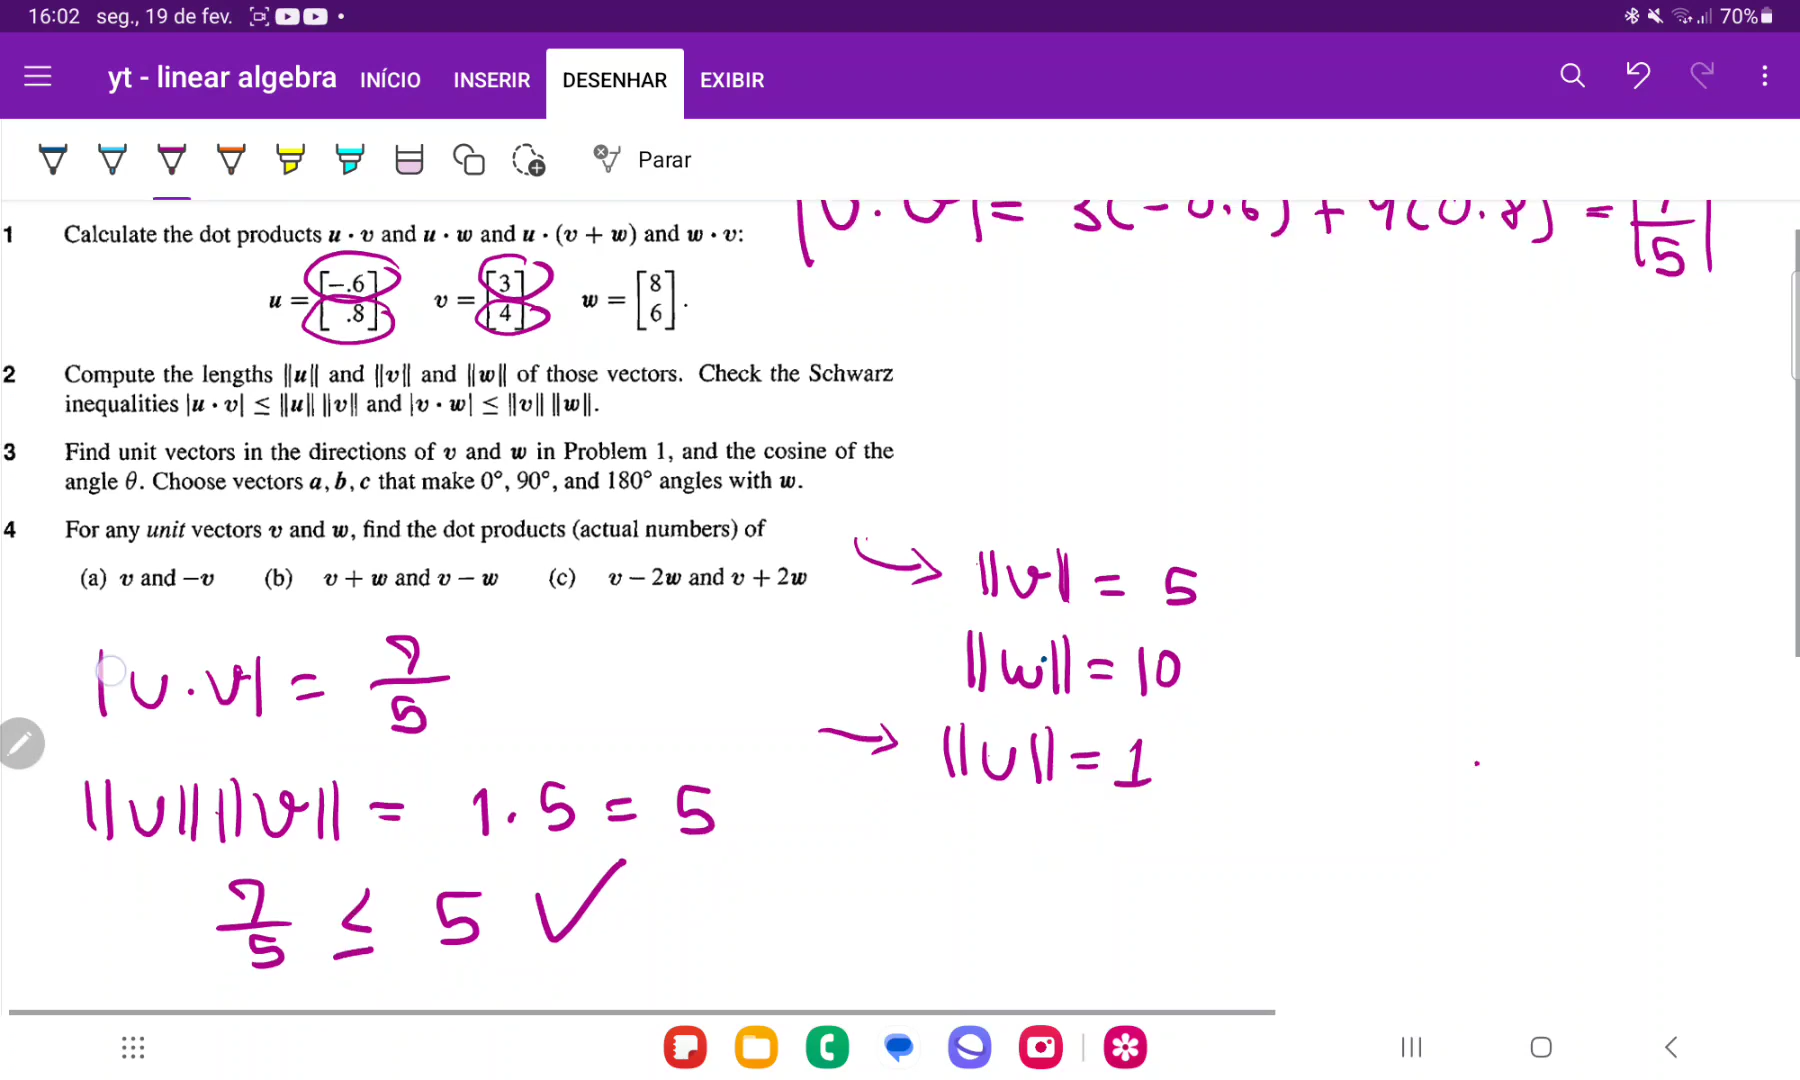 16:02 seg., 19 de fev. 70%
yt - linear algebra INÍCIO INSERIR DESENHAR EXIBIR
Parar
|U · v| = 3(-0.6) + 4(0.8) = |7/5|
1 Calculate the dot products u · v and u · w and u · (v + w) and w · v:
u = [-.6 .8] v = [3 4] w = [8 6].
2 Compute the lengths ||u|| and ||v|| and ||w|| of those vectors. Check the Schwarz
inequalities |u · v| ≤ ||u|| ||v|| and |v · w| ≤ ||v|| ||w||.
3 Find unit vectors in the directions of v and w in Problem 1, and the cosine of the
angle θ. Choose vectors a, b, c that make 0°, 90°, and 180° angles with w.
4 For any unit vectors v and w, find the dot products (actual numbers) of
(a) v and −v (b) v + w and v − w (c) v − 2w and v + 2w
→ ||v|| = 5
||w|| = 10
→ ||U|| = 1
|U · v| = 7/5
||U|| ||v|| = 1 . 5 = 5
7/5 ≤ 5 ✓